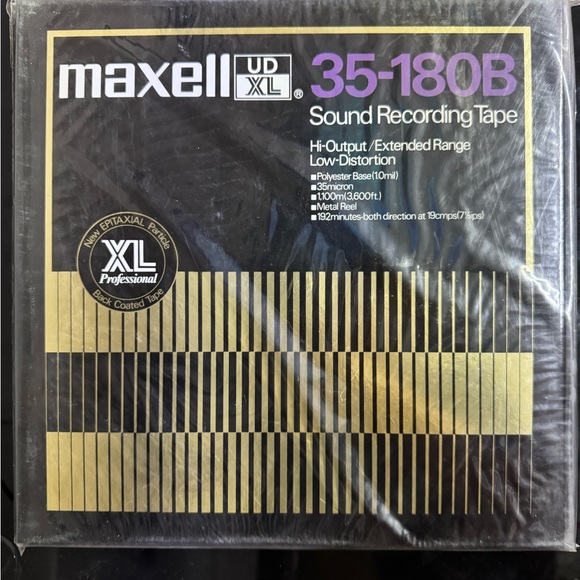 maxell UD XL ® 35-180B
Sound Recording Tape
Hi-Output/Extended Range
Low-Distortion
■Polyester Base(1.0mil)
■35micron
■1,100m(3,600ft.)
■Metal Reel
■192minutes-both direction at 19cmps(7½ips)
New EPITAXIAL Particle
XL
Professional
Back Coated Tape